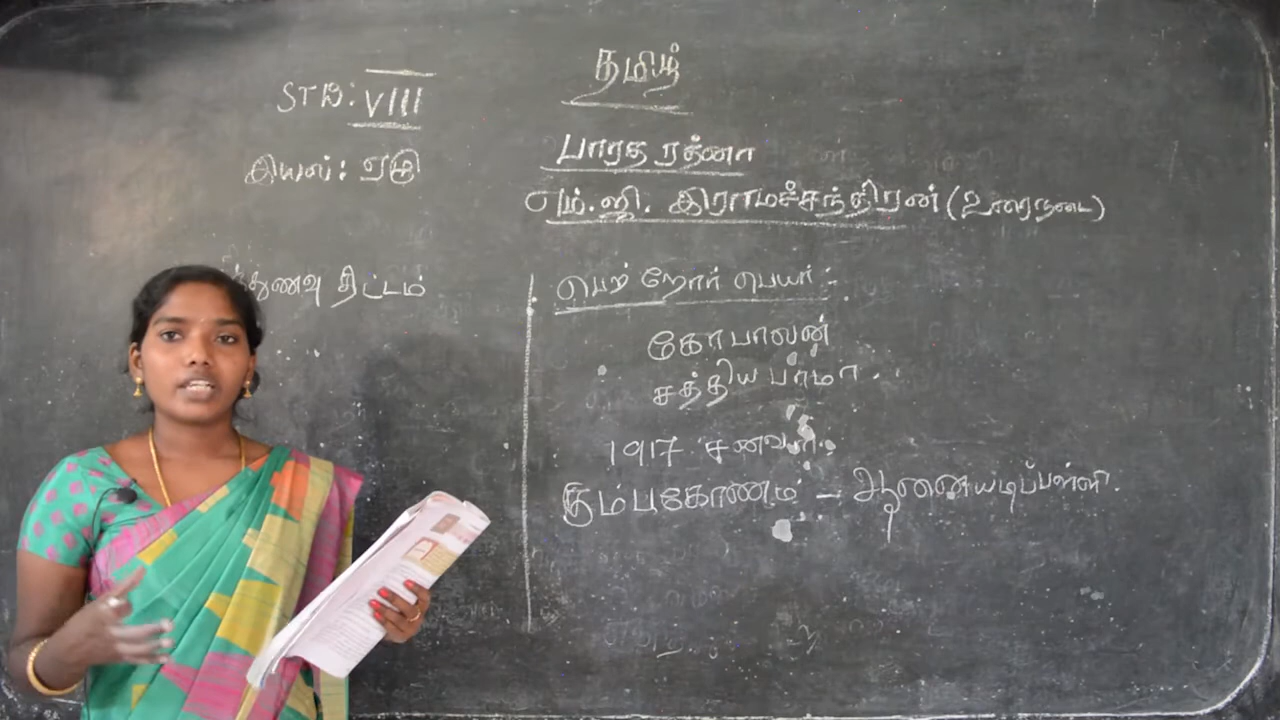 தமிழ்
STD: VIII
இயல்: ஏழு
பாரத ரத்னா
எம்.ஜி. இராமச்சந்திரன் (உரைநடை)
திட்டம்
பெற்றோர் பெயர்:
கோபாலன்
சத்திய பாமா..
1917 சனவரி.
கும்பகோணம் - ஆனையடிப்பள்ளி.